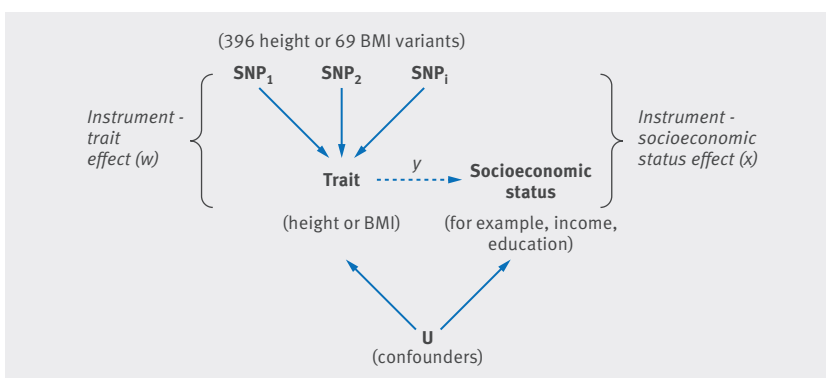 (396 height or 69 BMI variants)
SNP1 SNP2 SNPi
Instrument -
trait
effect (w)
Instrument -
socioeconomic
status effect (x)
Trait
y
Socioeconomic
status
(height or BMI)
(for example, income,
education)
U
(confounders)